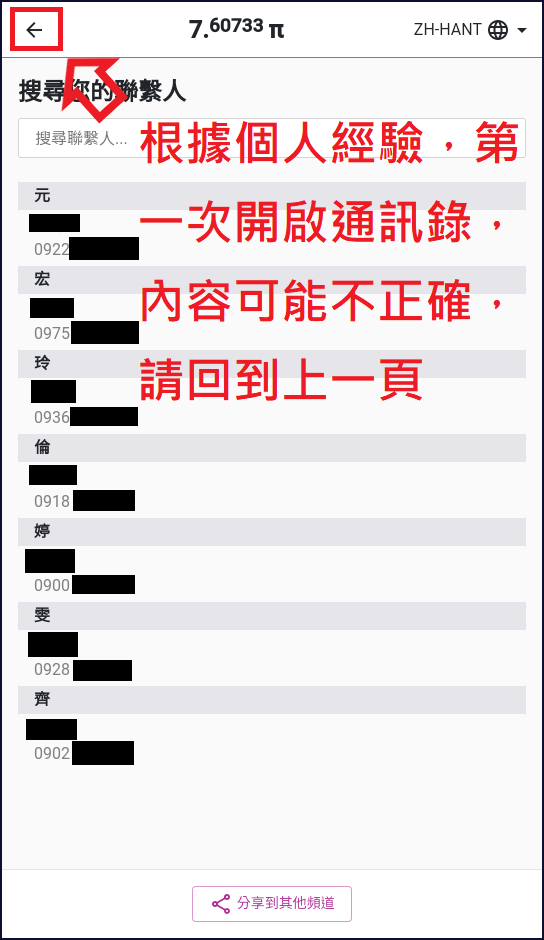 7.60733 π ZH-HANT
搜尋您的聯繫人
搜尋聯繫人...
根據個人經驗，第
一次開啟通訊錄，
內容可能不正確，
請回到上一頁
元
0922
宏
0975
玲
0936
倫
0918
婷
0900
雯
0928
齊
0902
分享到其他頻道